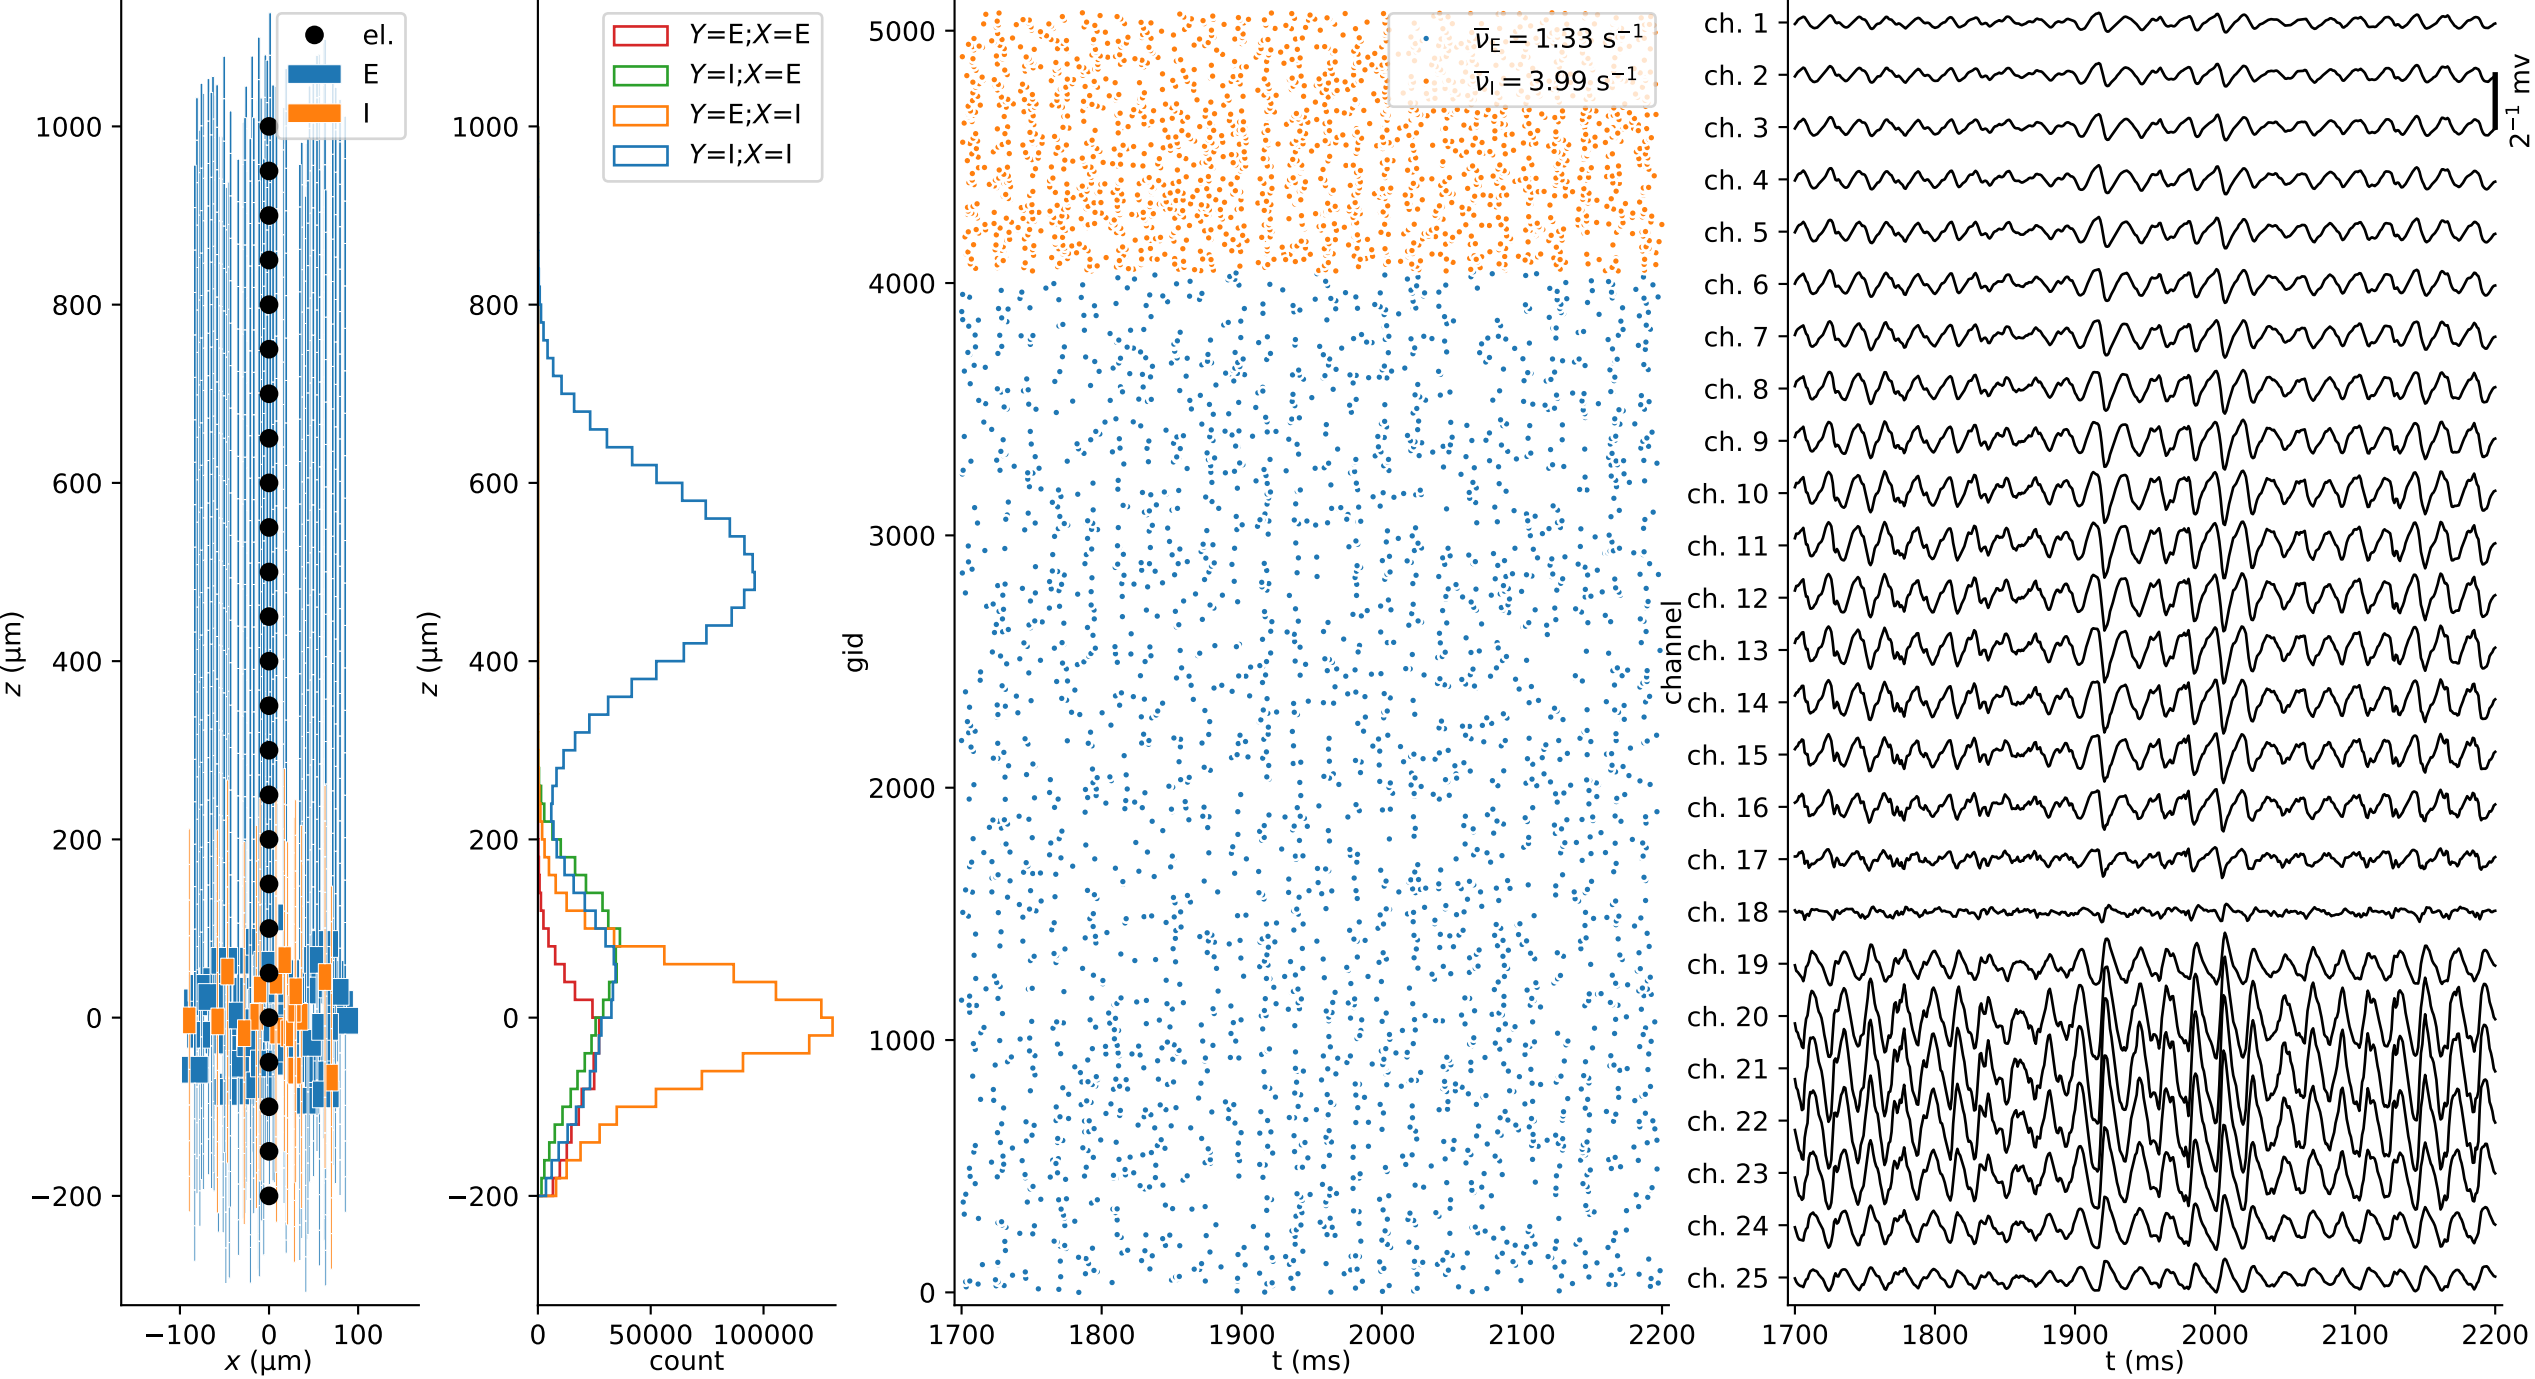 el.
E
I
1000
800
600
400
200
0
−200
z (μm)
−100
0
100
x (μm)
Y=E;X=E
Y=I;X=E
Y=E;X=I
Y=I;X=I
1000
800
600
400
200
0
−200
z (μm)
0
50000
100000
count
ν̅E = 1.33 s⁻¹
ν̅I = 3.99 s⁻¹
5000
4000
3000
2000
1000
0
gid
1700
1800
1900
2000
2100
2200
t (ms)
ch. 1
ch. 2
ch. 3
ch. 4
ch. 5
ch. 6
ch. 7
ch. 8
ch. 9
ch. 10
ch. 11
ch. 12
ch. 13
ch. 14
ch. 15
ch. 16
ch. 17
ch. 18
ch. 19
ch. 20
ch. 21
ch. 22
ch. 23
ch. 24
ch. 25
channel
2⁻¹ mv
1700
1800
1900
2000
2100
2200
t (ms)